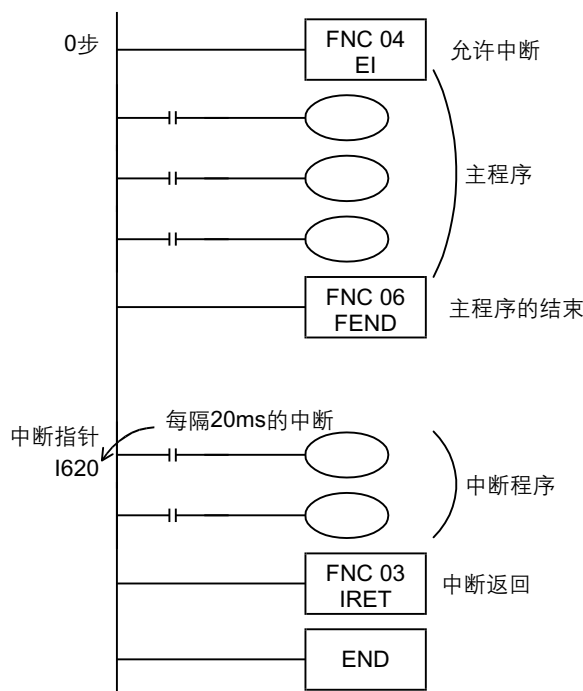 0步
FNC 04
EI
允许中断
主程序
FNC 06
FEND
主程序的结束
中断指针
I620
每隔20ms的中断
中断程序
FNC 03
IRET
中断返回
END